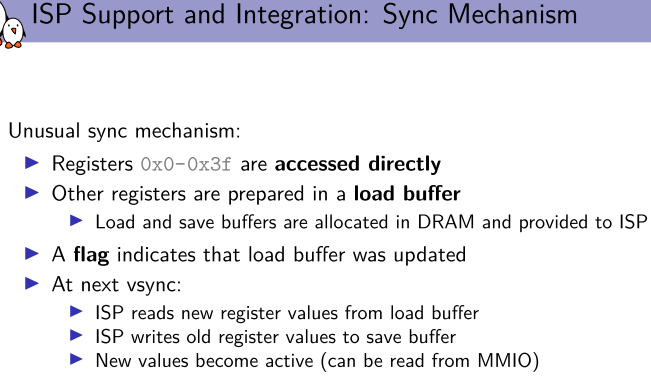 ISP Support and Integration: Sync Mechanism
Unusual sync mechanism:
Registers 0x0-0x3f are accessed directly
Other registers are prepared in a load buffer
Load and save buffers are allocated in DRAM and provided to ISP
A flag indicates that load buffer was updated
At next vsync:
ISP reads new register values from load buffer
ISP writes old register values to save buffer
New values become active (can be read from MMIO)